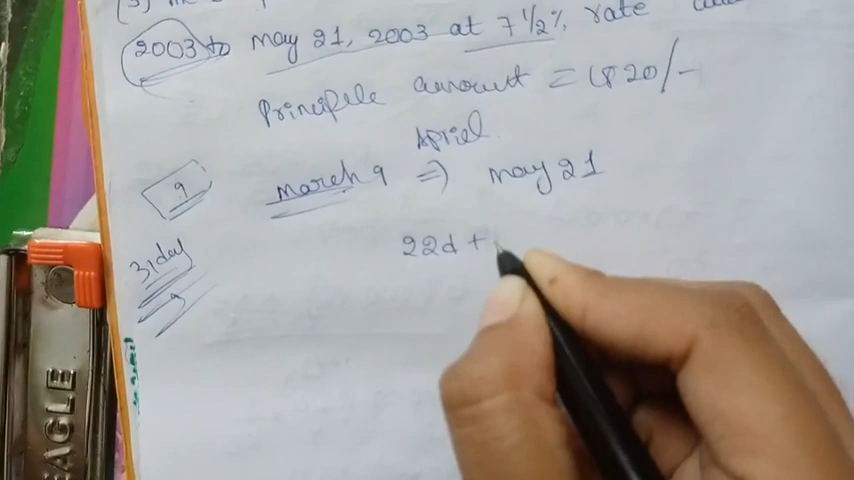 2003 to may 21, 2003 at 7 1/2 % rate
Principle amount = 1820/-
Apriel
9 march 9 => may 21
31 day
22d +
EAGLE